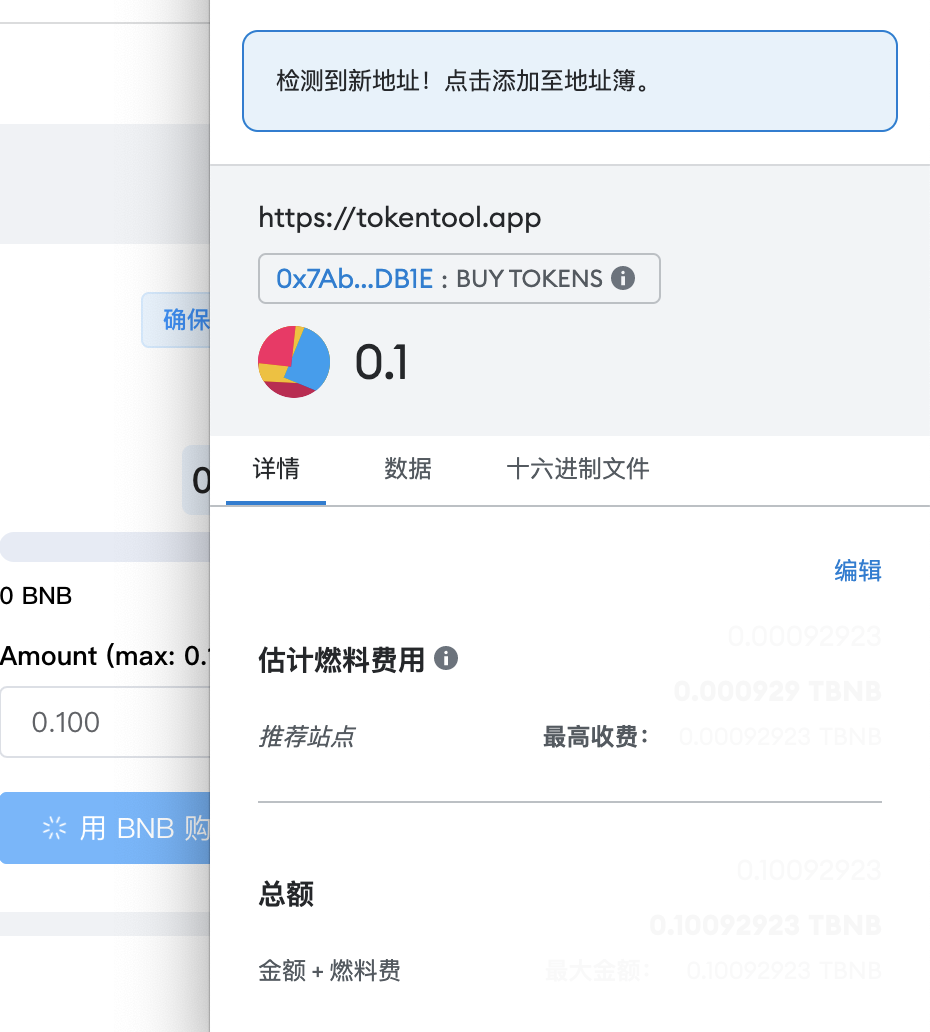 检测到新地址！点击添加至地址簿。
https://tokentool.app
0x7Ab...DB1E : BUY TOKENS
0.1
详情
数据
十六进制文件
编辑
0.00092923
估计燃料费用
0.000929 TBNB
推荐站点
最高收费：
0.00092923 TBNB
0.10092923
总额
0.10092923 TBNB
金额 + 燃料费
最大金额：
0.10092923 TBNB
确保
0
0 BNB
Amount (max: 0.
0.100
用 BNB 购